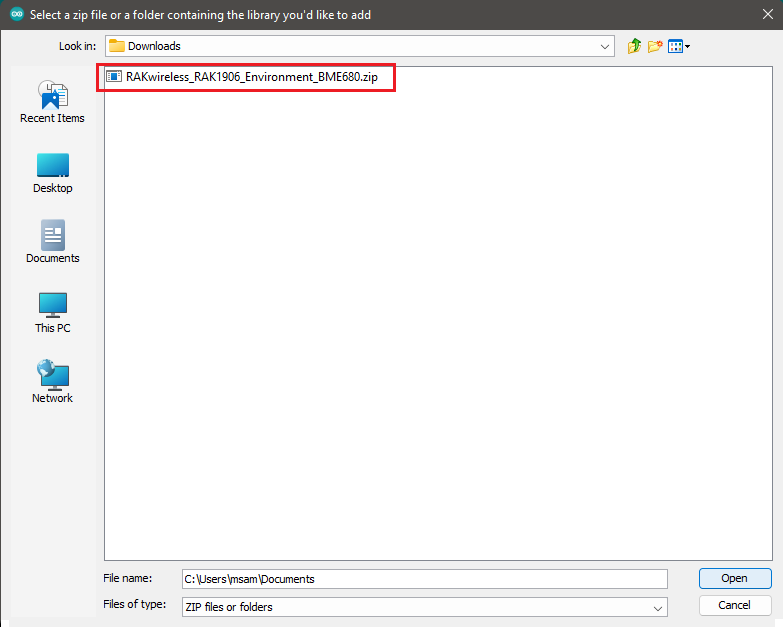 Select a zip file or a folder containing the library you'd like to add
Look in:
Downloads
RAKwireless_RAK1906_Environment_BME680.zip
Recent Items
Desktop
Documents
This PC
Network
File name:
C:\Users\msam\Documents
Open
Files of type:
ZIP files or folders
Cancel